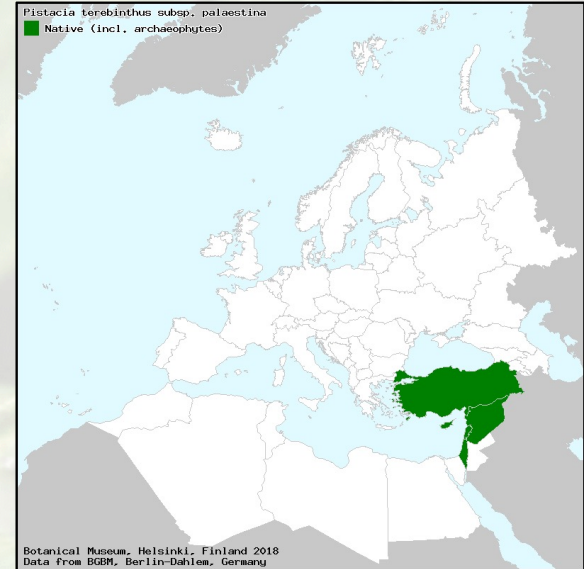 Pistacia terebinthus subsp. palaestina
Native (incl. archaeophytes)
Botanical Museum, Helsinki, Finland 2018
Data from BGBM, Berlin-Dahlem, Germany